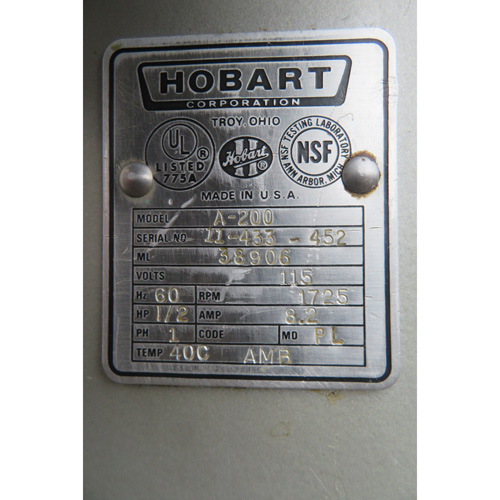 HOBART
CORPORATION
TROY, OHIO
UL ®
LISTED
775A
Hobart ®
NSF TESTING LABORATORY
NSF
ANN ARBOR, MICH
MADE IN U.S.A.
MODEL A-200
SERIAL NO 11-433-452
ML 38906
VOLTS 115
Hz 60 RPM 1725
HP 1/2 AMP 8.2
PH 1 CODE MO PL
TEMP 40C AMB